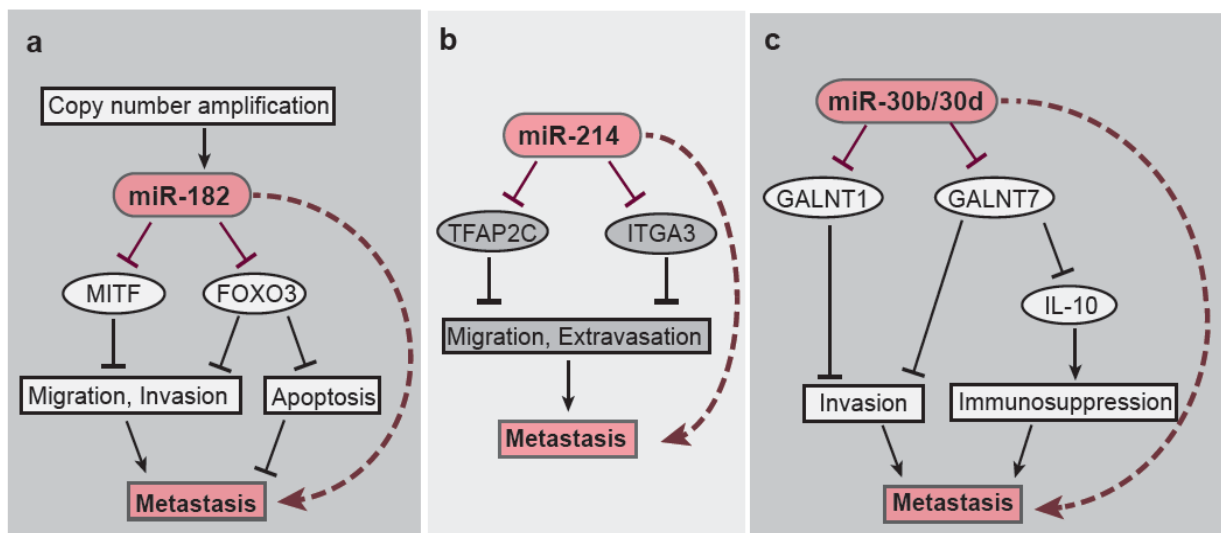 a
Copy number amplification
miR-182
MITF
FOXO3
Migration, Invasion
Apoptosis
Metastasis
b
miR-214
TFAP2C
ITGA3
Migration, Extravasation
Metastasis
c
miR-30b/30d
GALNT1
GALNT7
IL-10
Invasion
Immunosuppression
Metastasis